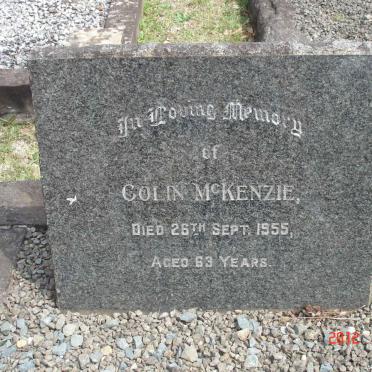 In Loving Memory
of
COLIN McKENZIE,
DIED 26TH SEPT. 1955,
AGED 63 YEARS.
2012